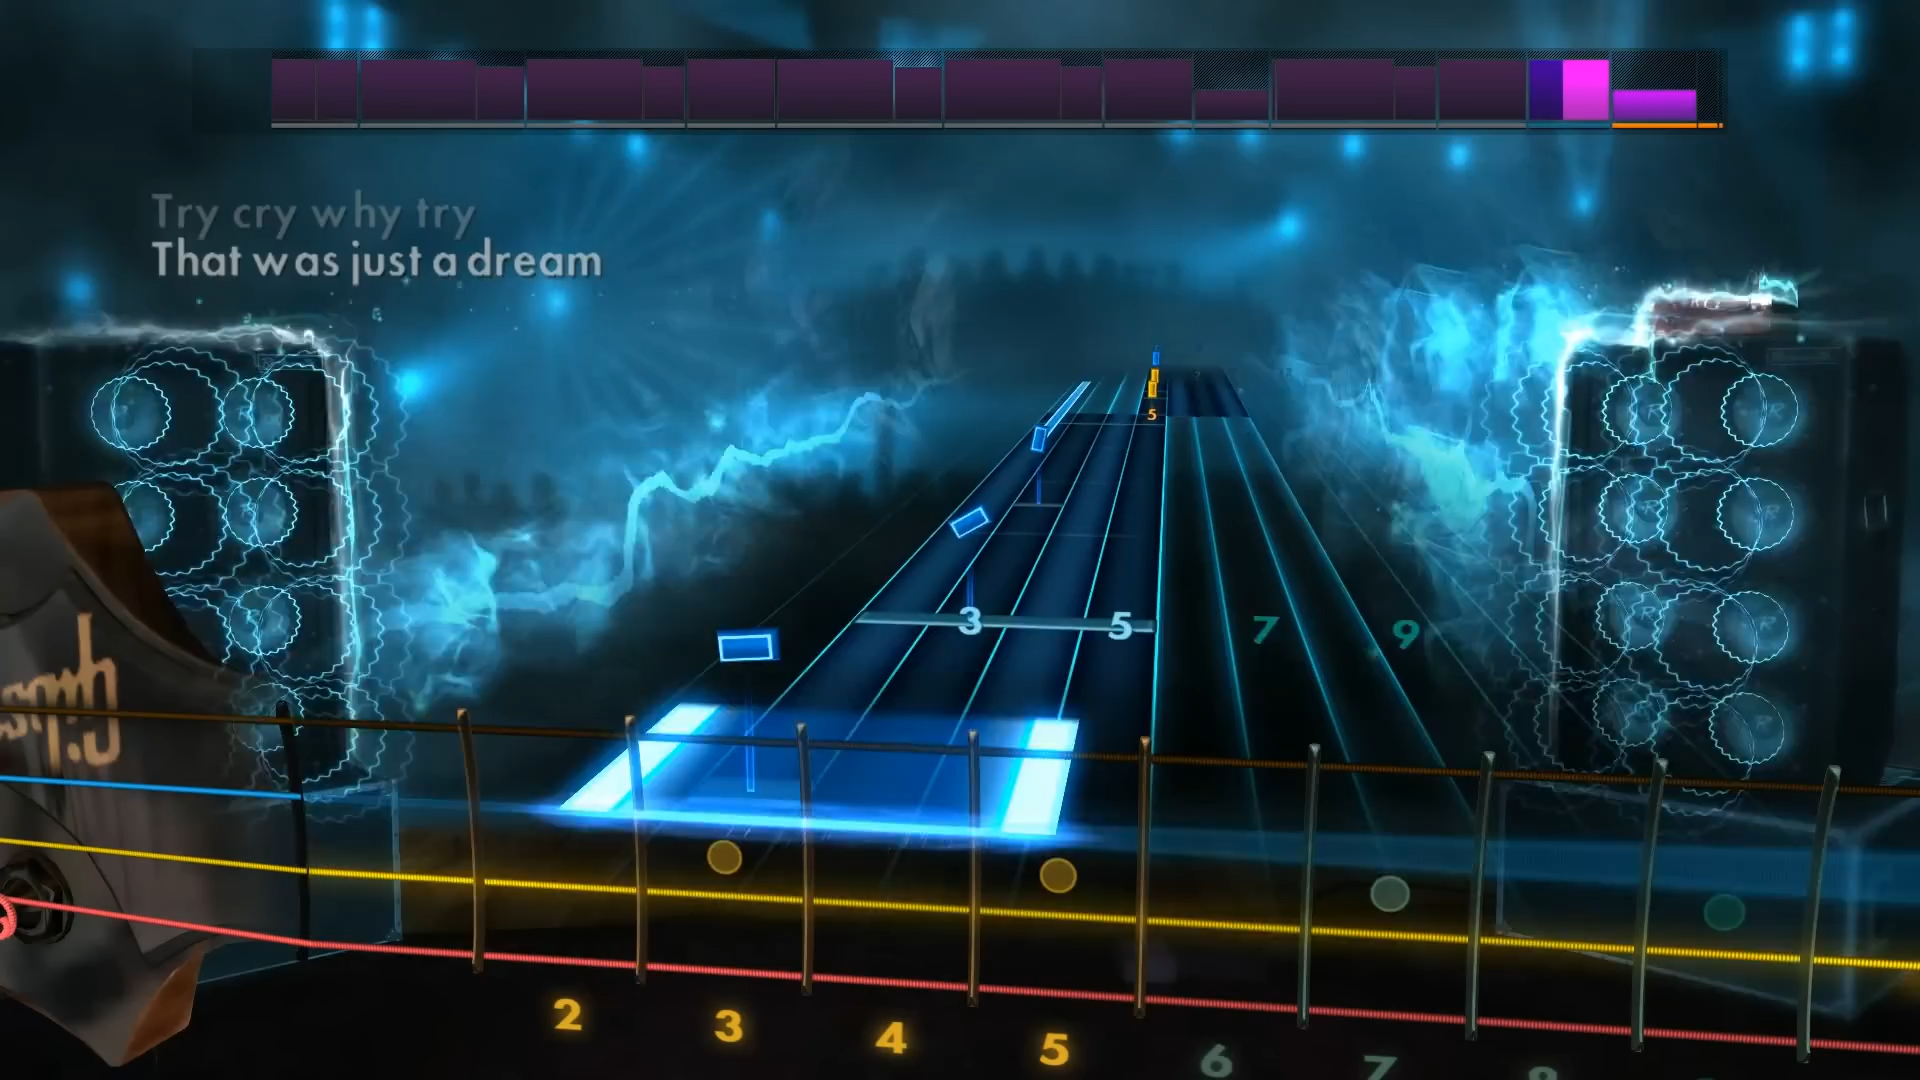 Try cry why try
That was just a dream
5
3 5 7 9
2 3 4 5 6 7 8